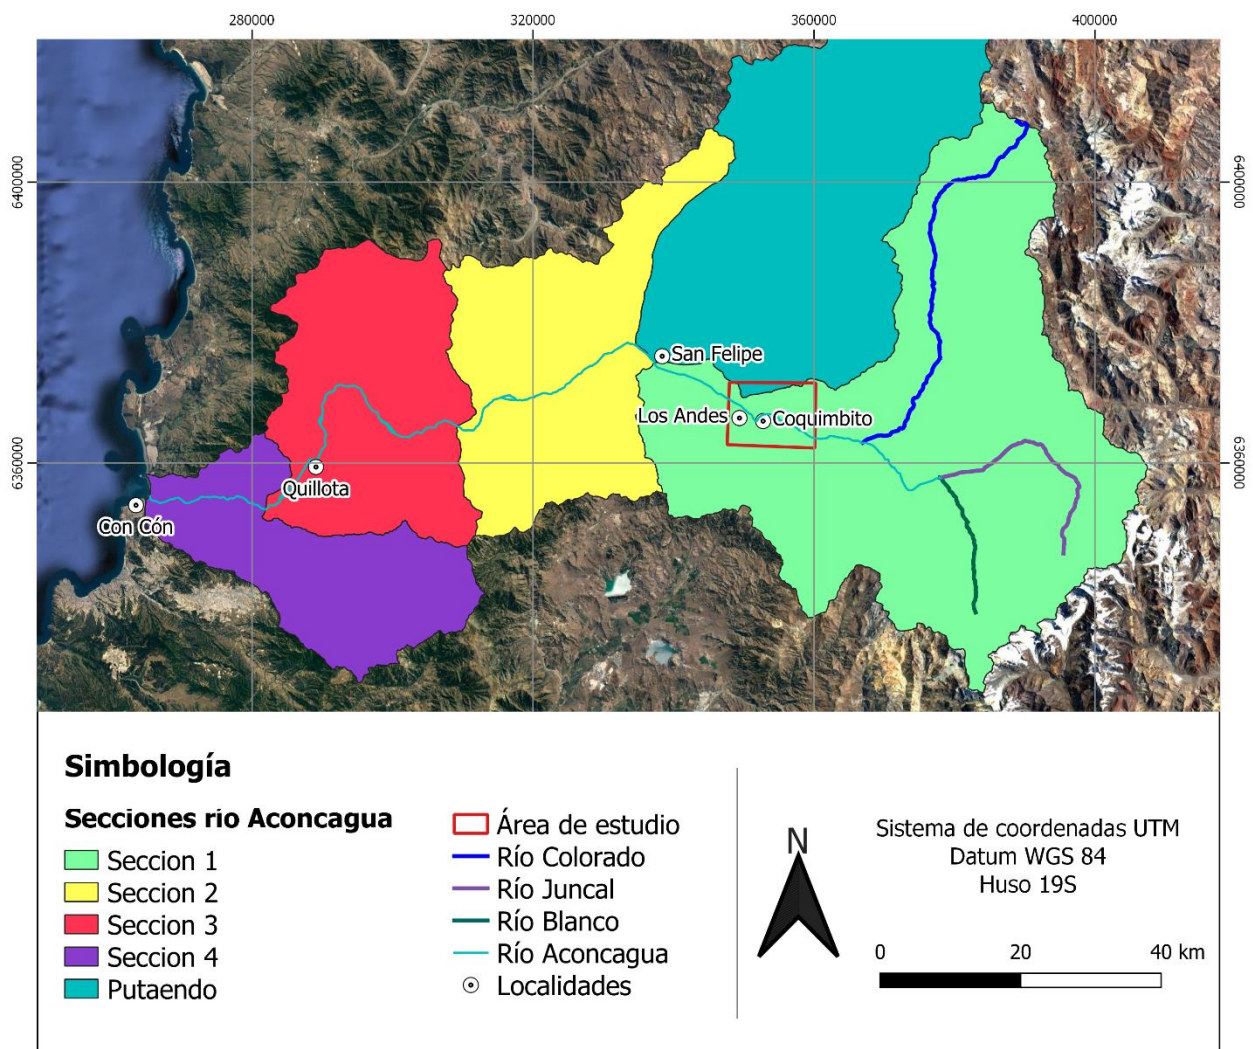 280000
320000
360000
400000
6400000
6400000
San Felipe
Los Andes
Coquimbito
6360000
6360000
Quillota
Con Cón
Simbología
Secciones río Aconcagua
Seccion 1
Seccion 2
Seccion 3
Seccion 4
Putaendo
Área de estudio
Río Colorado
Río Juncal
Río Blanco
Río Aconcagua
Localidades
N
Sistema de coordenadas UTM
Datum WGS 84
Huso 19S
0 20 40 km